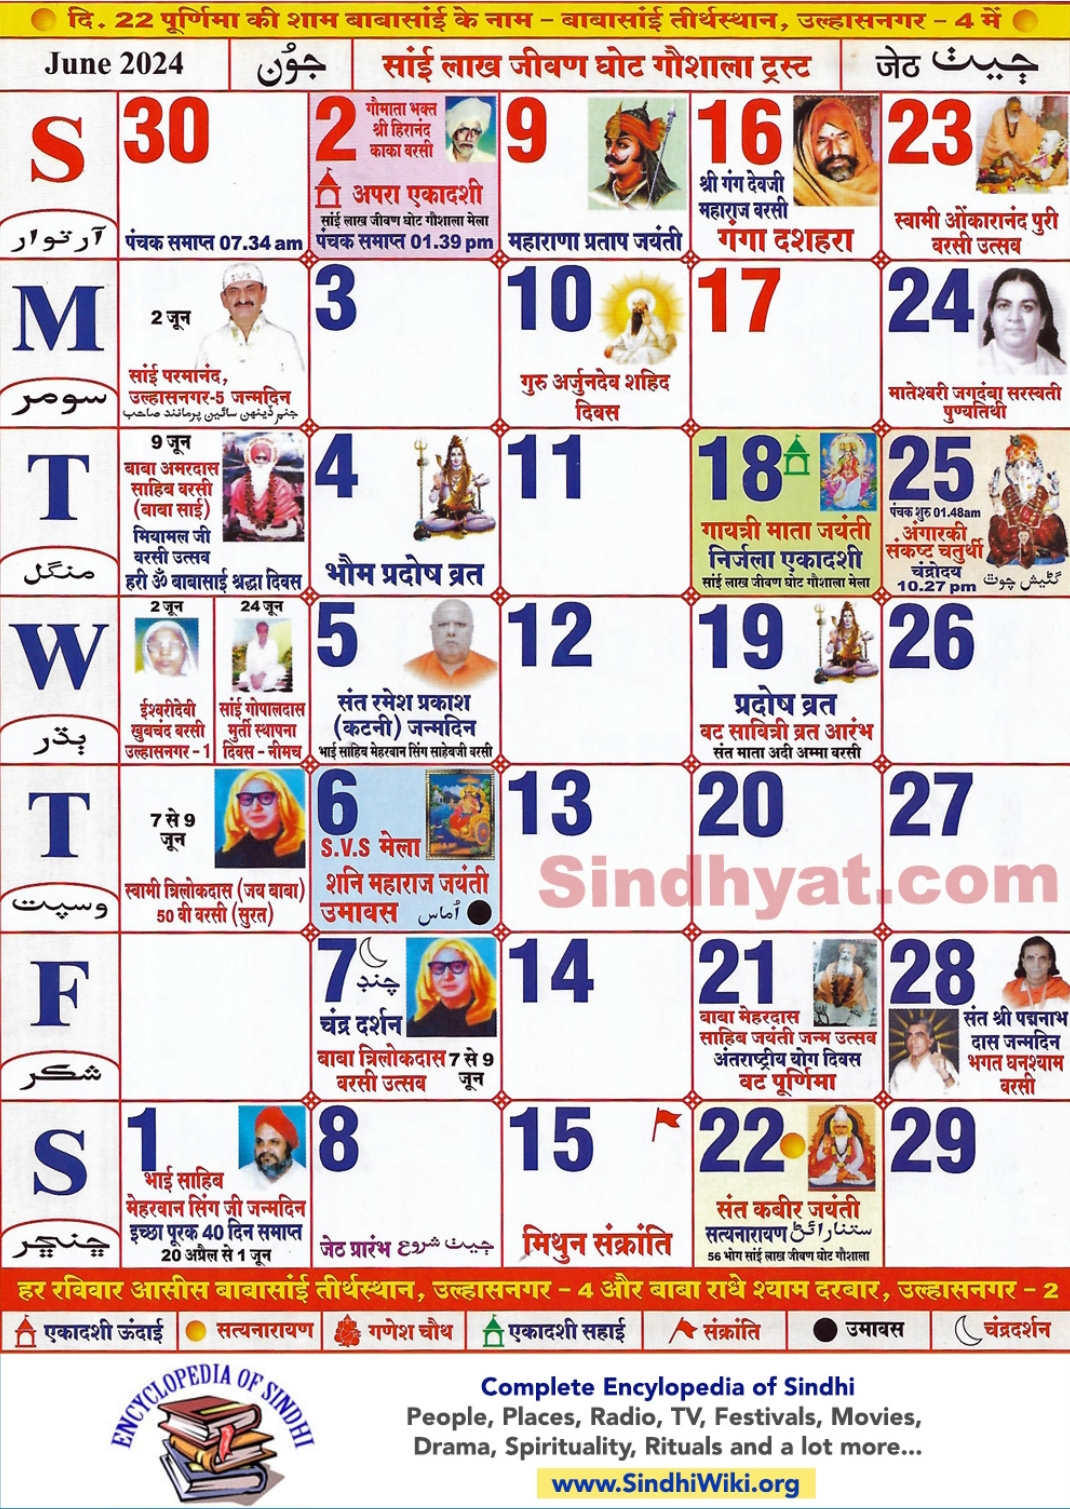 दि. 22 पूर्णिमा की शाम बाबासांई के नाम - बाबासांई तीर्थस्थान, उल्हासनगर - 4 में
June 2024 جوُن सांई लाख जीवण घोट गौशाला ट्रस्ट जेठ جيٺ
S
آرتوار
30
पंचक समाप्त 07.34 am
2
गौमाता भक्त
श्री हिरानंद
काका वरसी
अपरा एकादशी
सांई लाख जीवण घोट गौशाला मेला
पंचक समाप्त 01.39 pm
9
महाराणा प्रताप जयंती
16
श्री गंग देवजी
महाराज वरसी
गंगा दशहरा
23
स्वामी ओंकारानंद पुरी
वरसी उत्सव
M
سومر
2 जून
सांई परमानंद,
उल्हासनगर-5 जन्मदिन
جنم ڏينهن سائين پرمانند صاحب
3
10
गुरु अर्जुनदेव शहिद
दिवस
17
24
मातेश्वरी जगदंबा सरस्वती
पुण्यतिथी
T
منگل
9 जून
बाबा अमरदास
साहिब वरसी
(बाबा साई)
मियामल जी
वरसी उत्सव
हरी ॐ बाबासाई श्रद्धा दिवस
4
भौम प्रदोष व्रत
11
18
गायत्री माता जयंती
निर्जला एकादशी
सांई लाख जीवण घोट गौशाला मेला
25
पंचक शुरु 01.48am
अंगारकी
संकष्ट चतुर्थी
चंद्रोदय
10.27 pm گڻيش چوٿ
W
ٻڌر
2 जून
ईश्वरीदेवी
खुबचंद वरसी
उल्हासनगर - 1
24 जून
सांई गोपालदास
मुर्ती स्थापना
दिवस - नीमच
5
संत रमेश प्रकाश
(कटनी) जन्मदिन
भाई साहिब मेहरवान सिंग साहेबजी वरसी
12
19
प्रदोष व्रत
वट सावित्री व्रत आरंभ
संत माता अदी अम्मा वरसी
26
T
وسپت
7 से 9
जून
स्वामी त्रिलोकदास (जय बाबा)
50 वी वरसी (सुरत)
6
S.V.S मेला
शनि महाराज जयंती
उमावस اُماس
13
20
27
Sindhyat.com
F
شڪر
7
چنڊ
चंद्र दर्शन
बाबा त्रिलोकदास 7 से 9
वरसी उत्सव जून
14
21
बाबा मेहरदास
साहिब जयंती जन्म उत्सव
अंतराष्ट्रीय योग दिवस
वट पूर्णिमा
28
संत श्री पद्मनाभ
दास जन्मदिन
भगत घनश्याम
वरसी
S
ڇنڇر
1
भाई साहिब
मेहरवान सिंग जी जन्मदिन
इच्छा पूरक 40 दिन समाप्त
20 अप्रैल से 1 जून
8
जेठ प्रारंभ جيٺ شروع
15
मिथुन संक्रांति
22
संत कबीर जयंती
सत्यनारायण ستنارائڻ
56 भोग सांई लाख जीवण घोट गौशाला
29
हर रविवार आसीस बाबासांई तीर्थस्थान, उल्हासनगर - 4 और बाबा राधे श्याम दरबार, उल्हासनगर - 2
एकादशी ऊंदाई सत्यनारायण गणेश चौथ एकादशी सहाई संक्रांति उमावस चंद्रदर्शन
ENCYCLOPEDIA OF SINDHI
Complete Encylopedia of Sindhi
People, Places, Radio, TV, Festivals, Movies,
Drama, Spirituality, Rituals and a lot more...
www.SindhiWiki.org